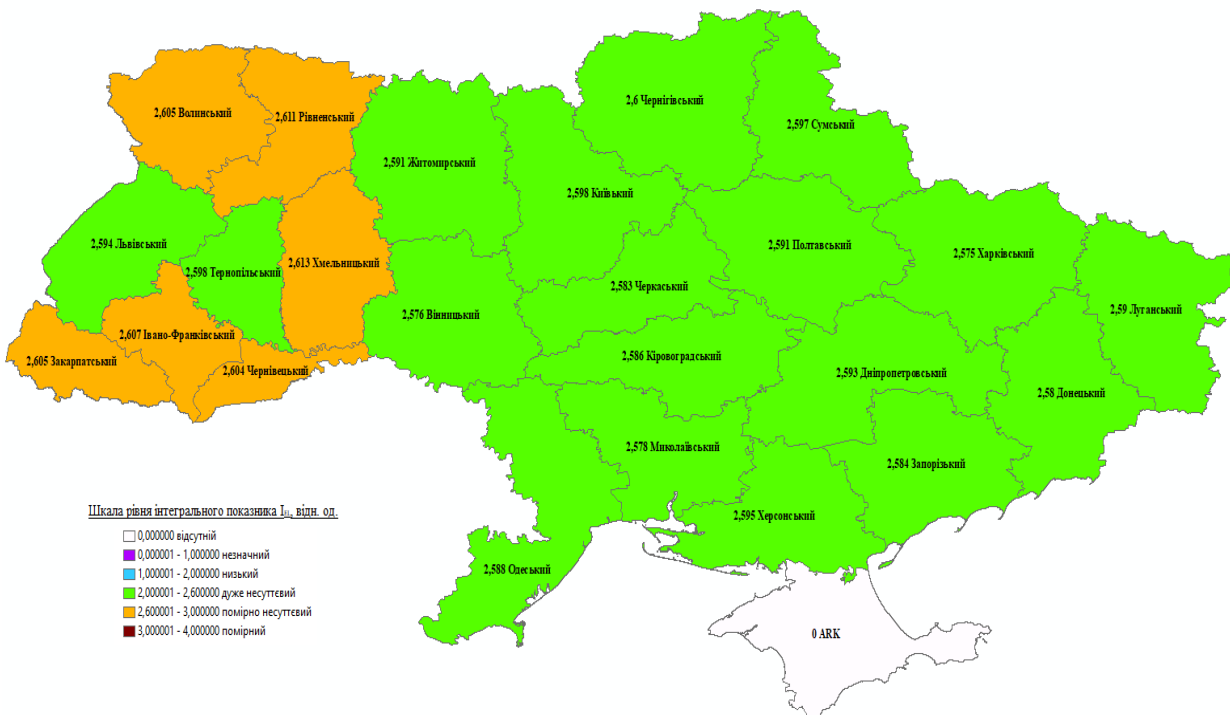 2,6 Чернігівський
2,605 Волинський
2,611 Рівненський
2,597 Сумський
2,591 Житомирський
2,598 Київський
2,594 Львівський
2,591 Полтавський
2,575 Харківський
2,613 Хмельницький
2,598 Тернопільський
2,583 Черкаський
2,59 Луганський
2,576 Вінницький
2,607 Івано-Франківський
2,586 Кіровоградський
2,605 Закарпатський
2,604 Чернівецький
2,593 Дніпропетровський
2,58 Донецький
2,578 Миколаївський
2,584 Запорізький
2,595 Херсонський
2,588 Одеський
0 ARK
Шкала рівня інтегрального показника I, відн. од.
0,000000 відсутній
0,000001 - 1,000000 незначний
1,000001 - 2,000000 низький
2,000001 - 2,600000 дуже несуттєвий
2,600001 - 3,000000 помірно несуттєвий
3,000001 - 4,000000 помірний